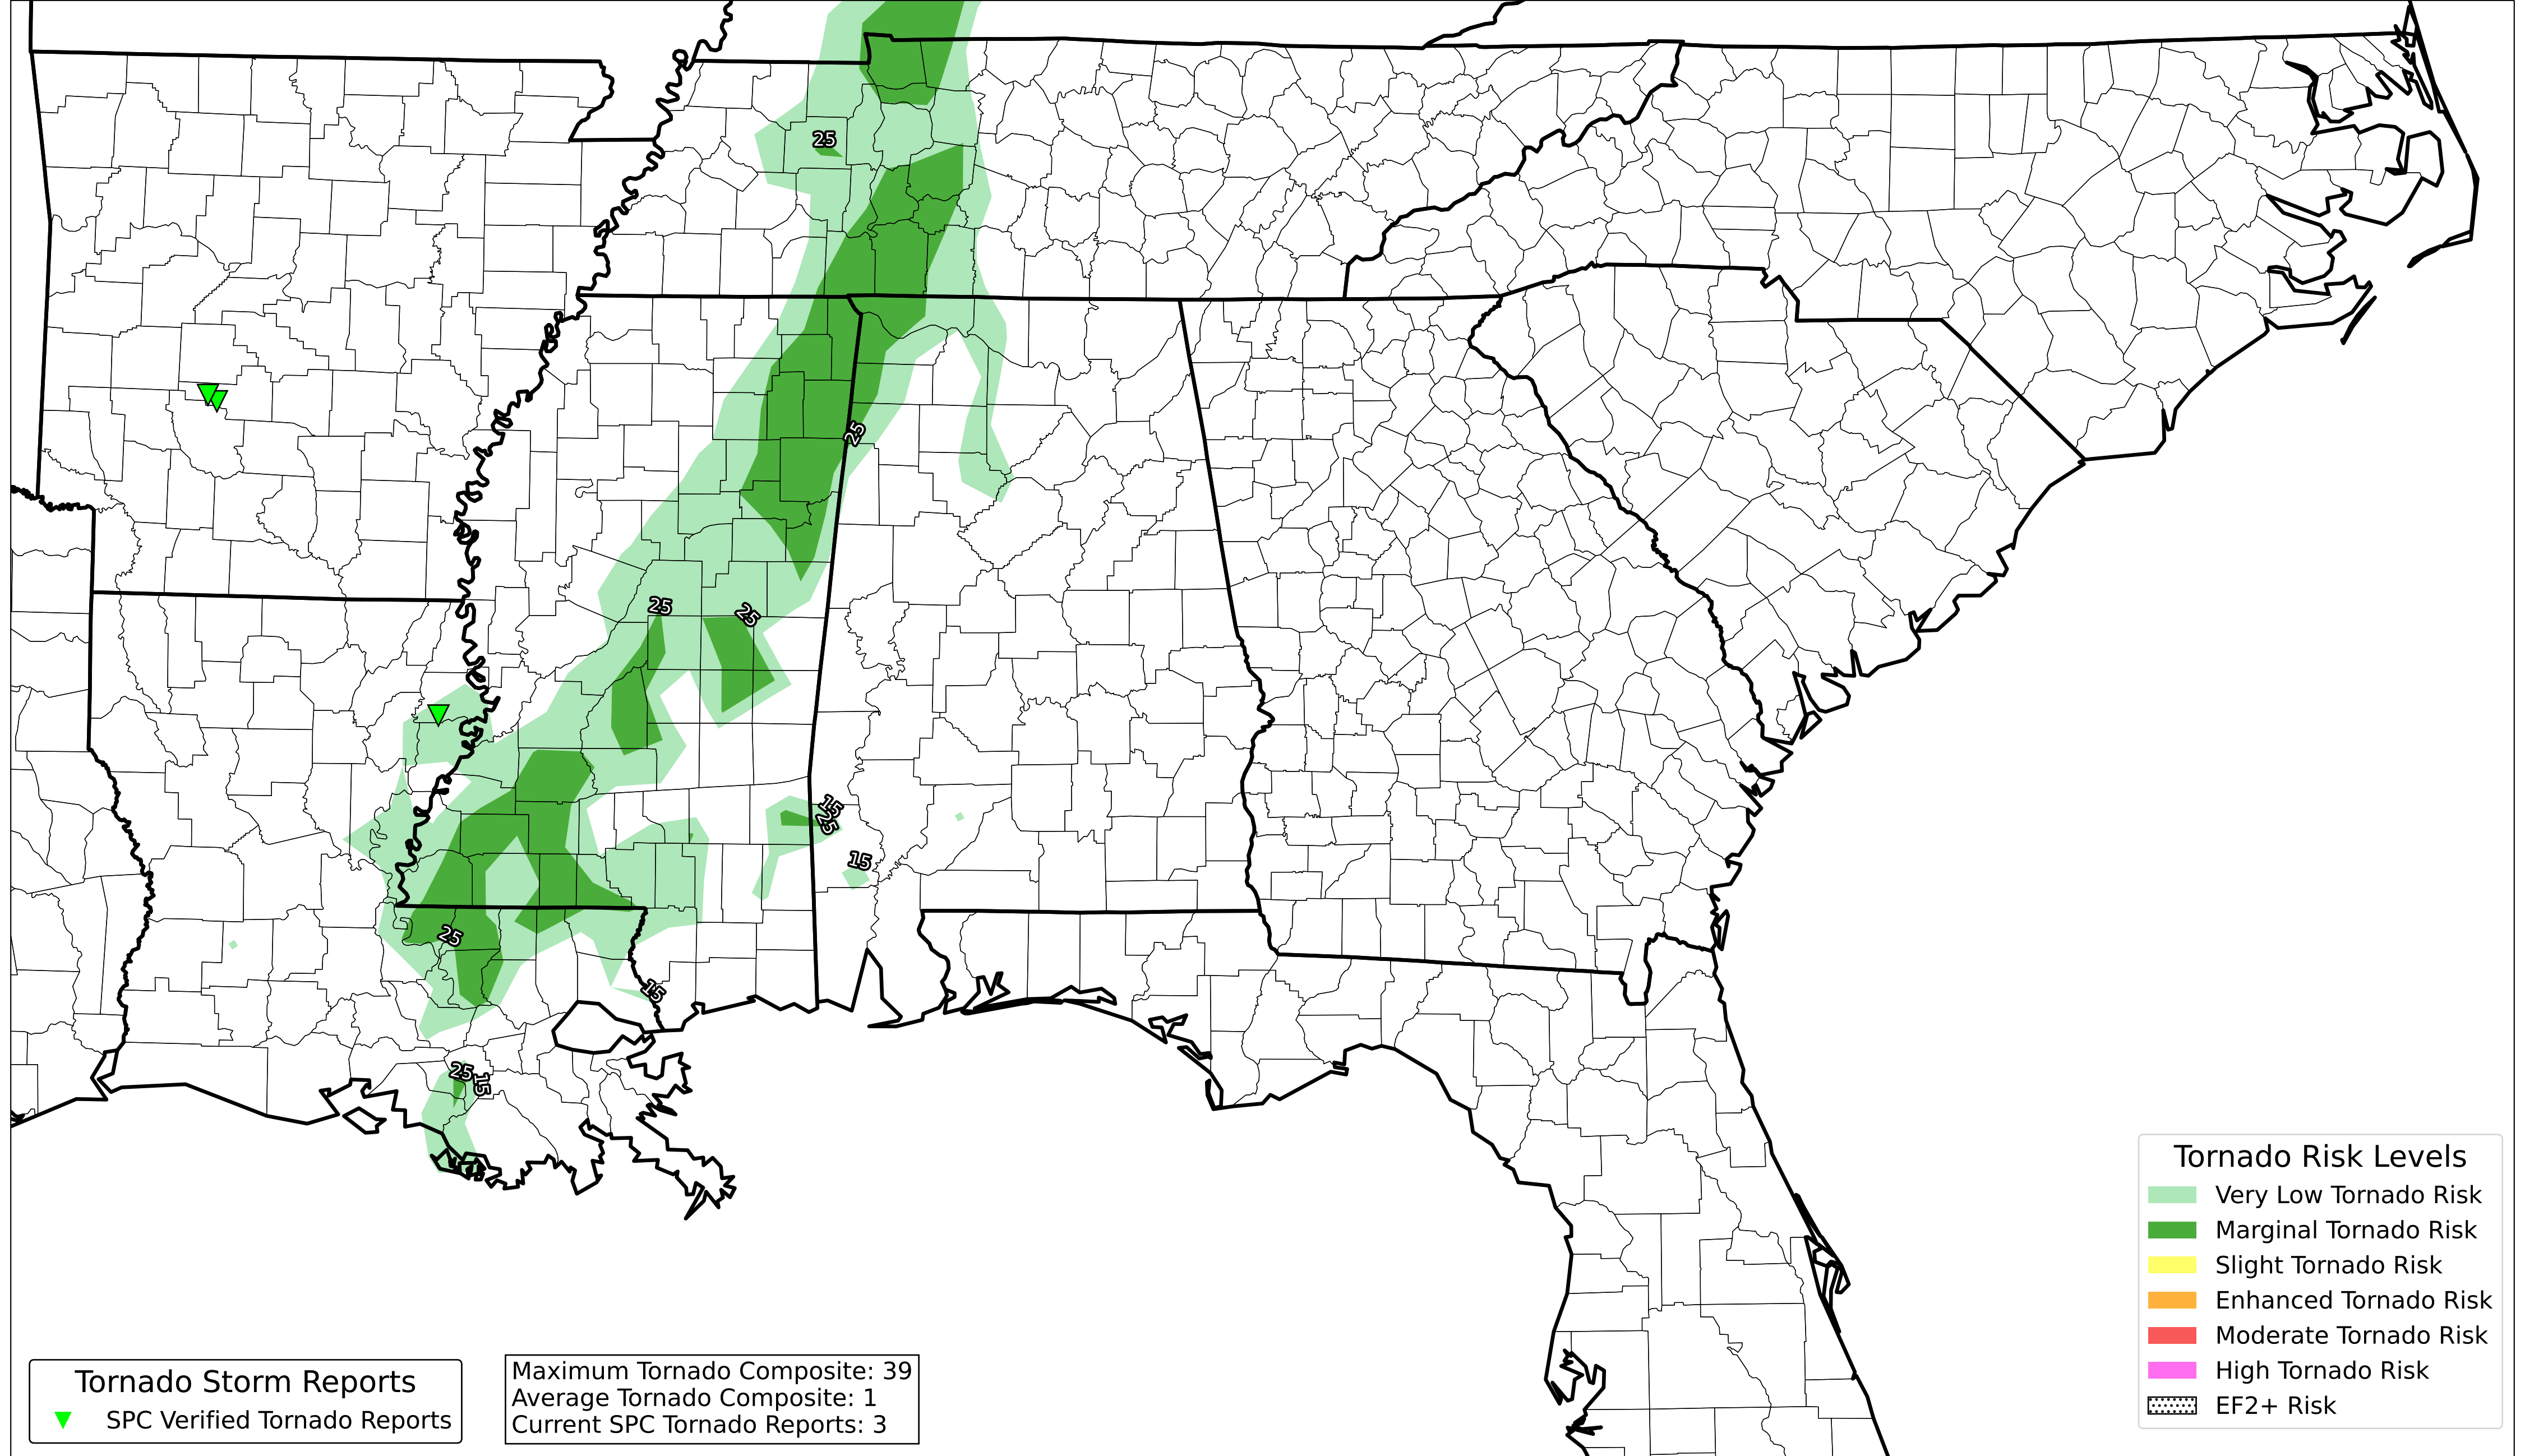 25
25
25
25
15
25
15
25
15
25
15
Tornado Risk Levels
Very Low Tornado Risk
Marginal Tornado Risk
Slight Tornado Risk
Enhanced Tornado Risk
Moderate Tornado Risk
High Tornado Risk
EF2+ Risk
Tornado Storm Reports
SPC Verified Tornado Reports
Maximum Tornado Composite: 39
Average Tornado Composite: 1
Current SPC Tornado Reports: 3